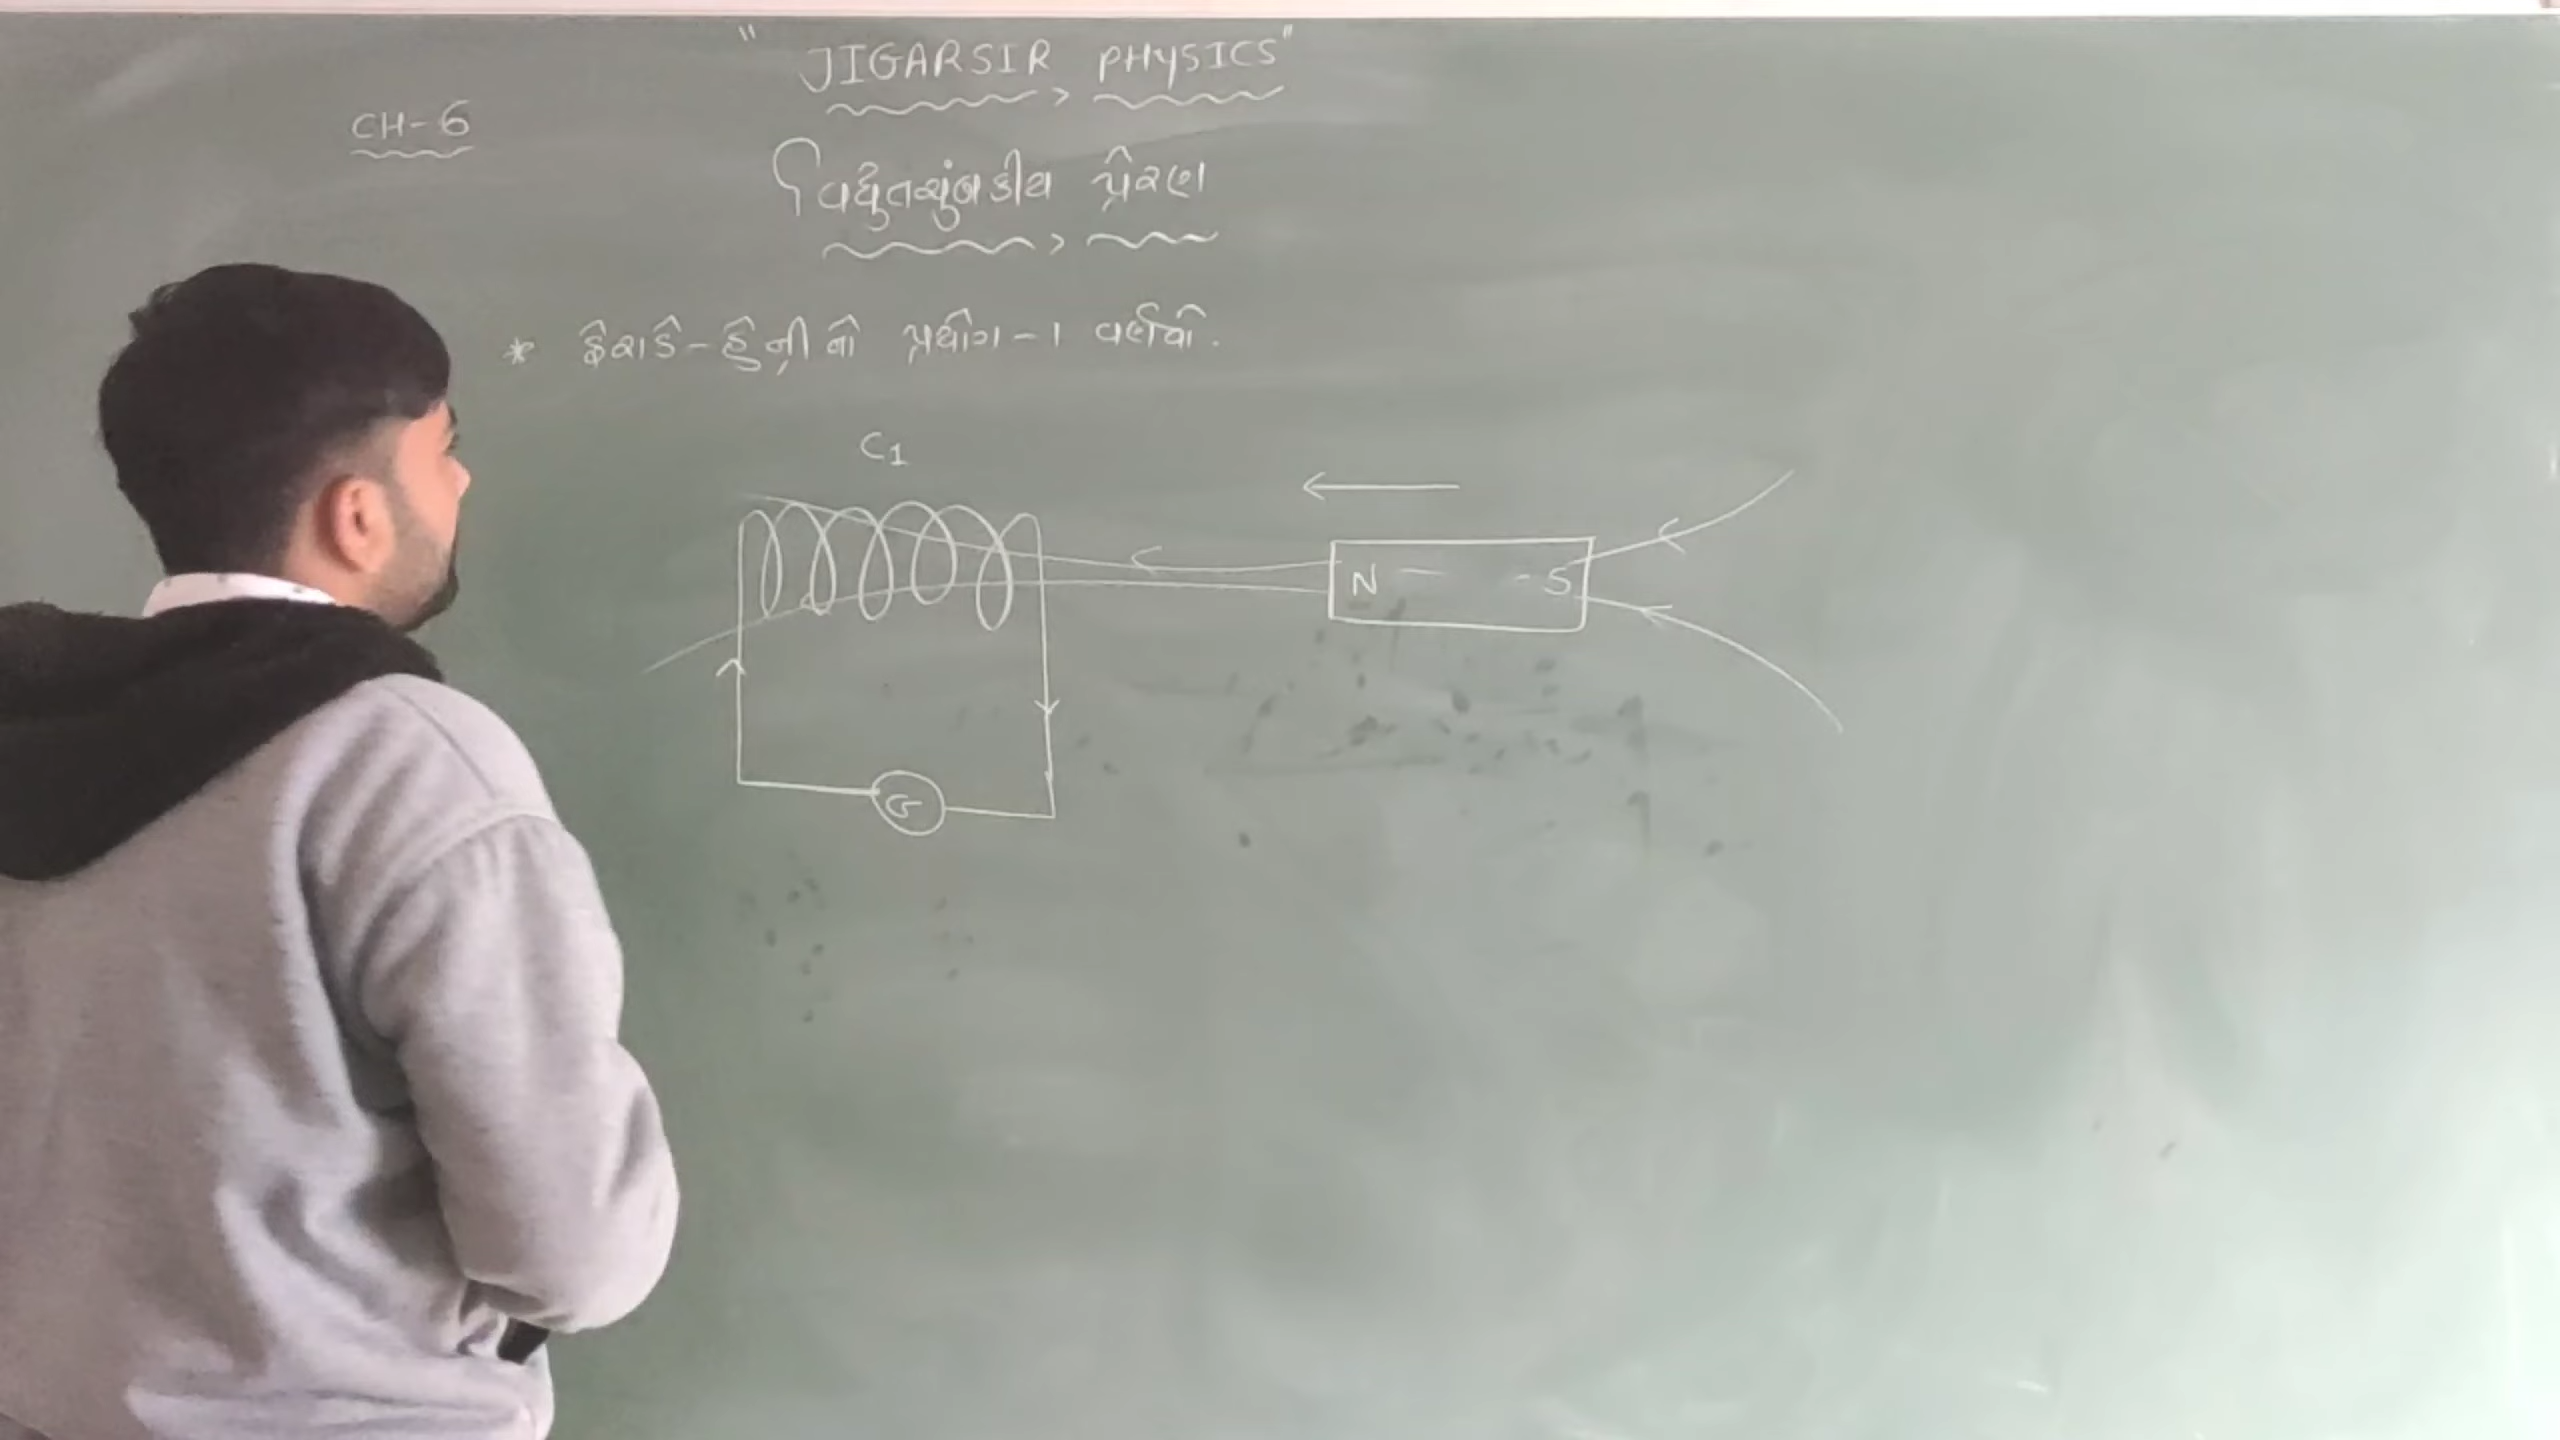 "JIGARSIR PHYSICS"
CH-6
વિદ્યુતચુંબકીય પ્રેરણ
* ફેરાડે-હેન્રી નો પ્રયોગ-1 વર્ણવો.
C1
N - - S
G